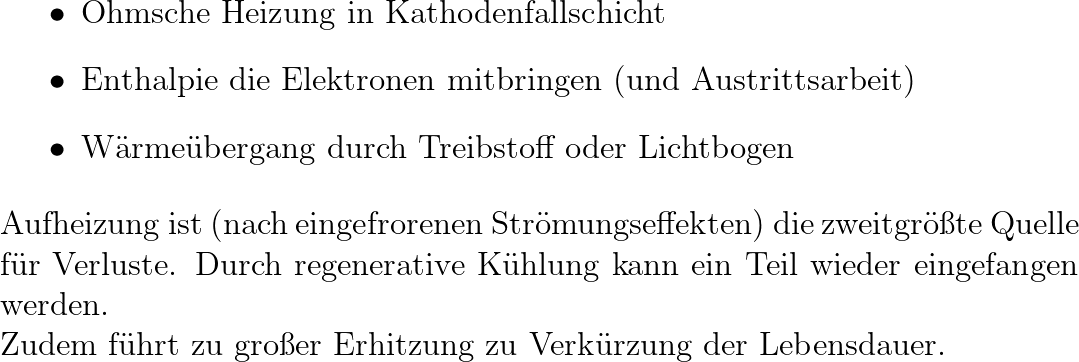 • Ohmsche Heizung in Kathodenfallschicht
• Enthalpie die Elektronen mitbringen (und Austrittsarbeit)
• Wärmeübergang durch Treibstoff oder Lichtbogen
Aufheizung ist (nach eingefrorenen Strömungseffekten) die zweitgrößte Quelle
für Verluste. Durch regenerative Kühlung kann ein Teil wieder eingefangen
werden.
Zudem führt zu großer Erhitzung zu Verkürzung der Lebensdauer.